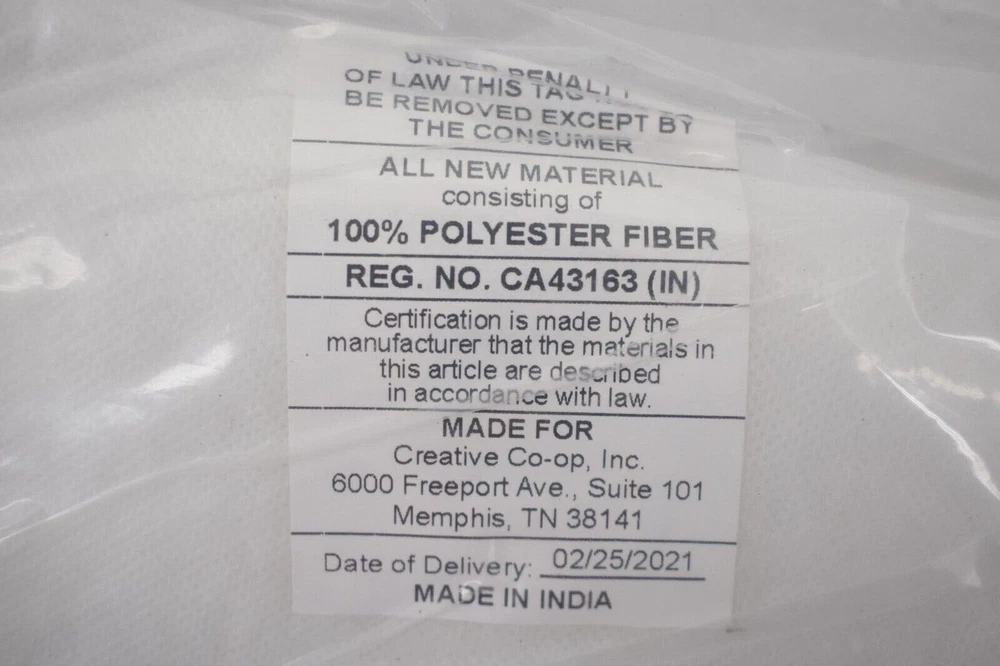 UNDER PENALTY
OF LAW THIS TAG
BE REMOVED EXCEPT BY
THE CONSUMER
ALL NEW MATERIAL
consisting of
100% POLYESTER FIBER
REG. NO. CA43163 (IN)
Certification is made by the
manufacturer that the materials in
this article are described
in accordance with law.
MADE FOR
Creative Co-op, Inc.
6000 Freeport Ave., Suite 101
Memphis, TN 38141
Date of Delivery: 02/25/2021
MADE IN INDIA